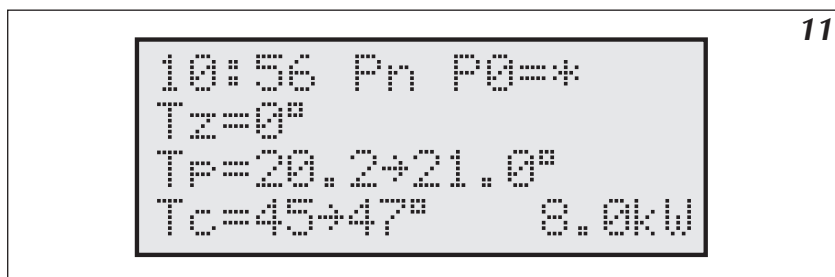 11
10:56 Pn P0=*
Tz=0°
Tp=20.2→21.0°
Tc=45→47° 8.0kW